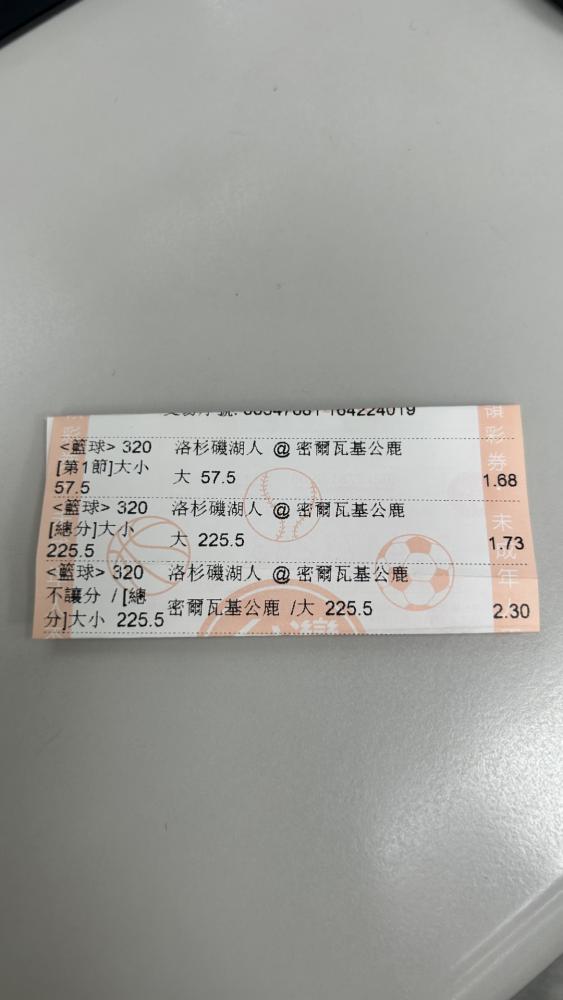 <籃球> 320 洛杉磯湖人 @ 密爾瓦基公鹿
[第1節]大小 大 57.5 1.68
57.5
<籃球> 320 洛杉磯湖人 @ 密爾瓦基公鹿
[總分]大小 大 225.5 1.73
225.5
<籃球> 320 洛杉磯湖人 @ 密爾瓦基公鹿
不讓分 / [總 密爾瓦基公鹿 /大 225.5 2.30
分]大小 225.5
彩券
未成年